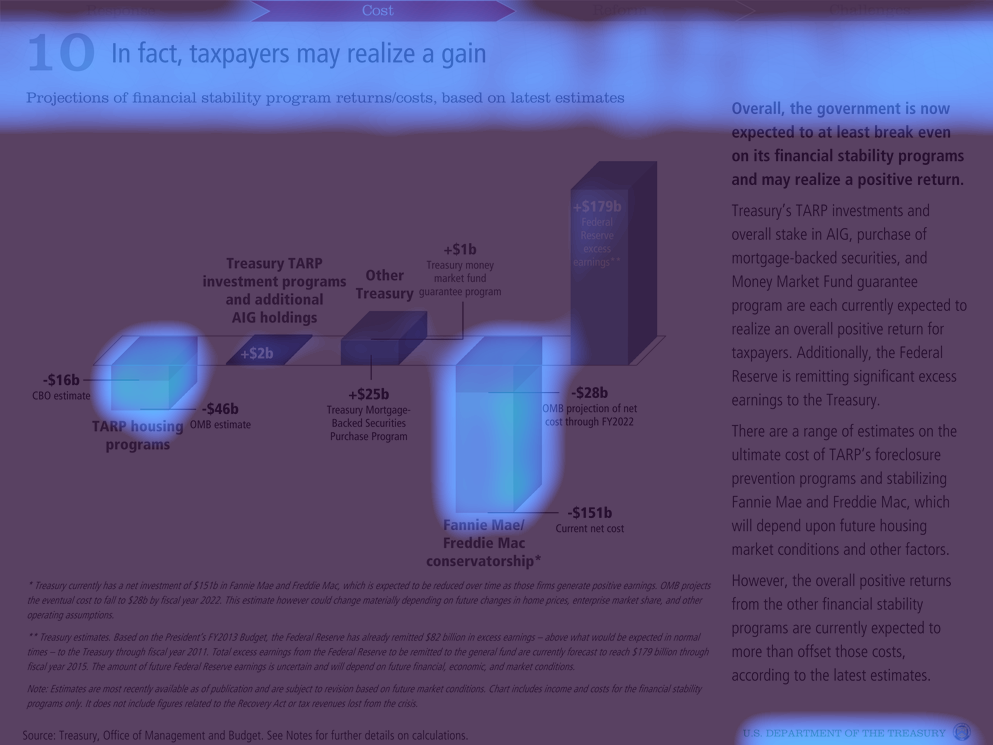 Response
Cost
Returns
Challenges
10 In fact, taxpayers may realize a gain
Projections of financial stability program returns/costs, based on latest estimates
+$179b
Federal
Reserve
excess
earnings**
+$1b
Treasury money
market fund
guarantee program
Treasury TARP
investment programs
and additional
AIG holdings
Other
Treasury
+$2b
-$16b
CBO estimate
-$46b
OMB estimate
TARP housing
programs
+$25b
Treasury Mortgage-
Backed Securities
Purchase Program
-$28b
OMB projection of net
cost through FY2022
-$151b
Current net cost
Fannie Mae/
Freddie Mac
conservatorship*
Overall, the government is now
expected to at least break even
on its financial stability programs
and may realize a positive return.
Treasury's TARP investments and
overall stake in AIG, purchase of
mortgage-backed securities, and
Money Market Fund guarantee
program are each currently expected to
realize an overall positive return for
taxpayers. Additionally, the Federal
Reserve is remitting significant excess
earnings to the Treasury.
There are a range of estimates on the
ultimate cost of TARP's foreclosure
prevention programs and stabilizing
Fannie Mae and Freddie Mac, which
will depend upon future housing
market conditions and other factors.
However, the overall positive returns
from the other financial stability
programs are currently expected to
more than offset those costs,
according to the latest estimates.
* Treasury currently has a net investment of $151b in Fannie Mae and Freddie Mac, which is expected to be reduced over time as those firms generate positive earnings. OMB projects
the eventual cost to fall to $28b by fiscal year 2022. This estimate however could change materially depending on future changes in home prices, enterprise market share, and other
operating assumptions.
** Treasury estimates. Based on the President's FY2013 Budget, the Federal Reserve has already remitted $82 billion in excess earnings – above what would be expected in normal
times – to the Treasury through fiscal year 2011. Total excess earnings from the Federal Reserve to be remitted to the general fund are currently forecast to reach $179 billion through
fiscal year 2015. The amount of future Federal Reserve earnings is uncertain and will depend on future financial, economic, and market conditions.
Note: Estimates are most recently available as of publication and are subject to revision based on future market conditions. Chart includes income and costs for the financial stability
programs only. It does not include figures related to the Recovery Act or tax revenues lost from the crisis.
Source: Treasury, Office of Management and Budget. See Notes for further details on calculations.
U.S. DEPARTMENT OF THE TREASURY